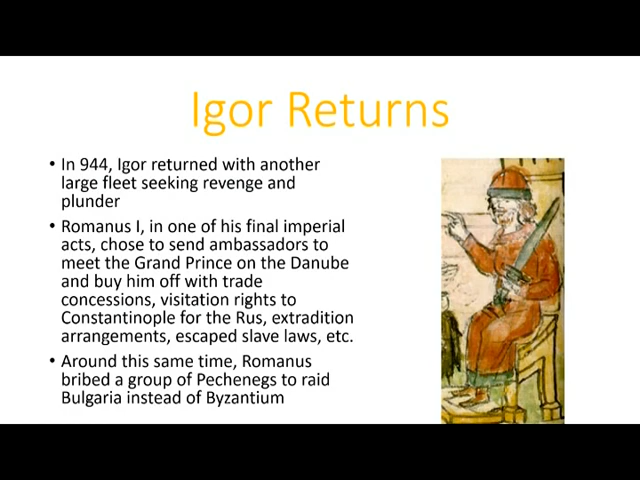 Igor Returns
• In 944, Igor returned with another
large fleet seeking revenge and
plunder
• Romanus I, in one of his final imperial
acts, chose to send ambassadors to
meet the Grand Prince on the Danube
and buy him off with trade
concessions, visitation rights to
Constantinople for the Rus, extradition
arrangements, escaped slave laws, etc.
• Around this same time, Romanus
bribed a group of Pechenegs to raid
Bulgaria instead of Byzantium